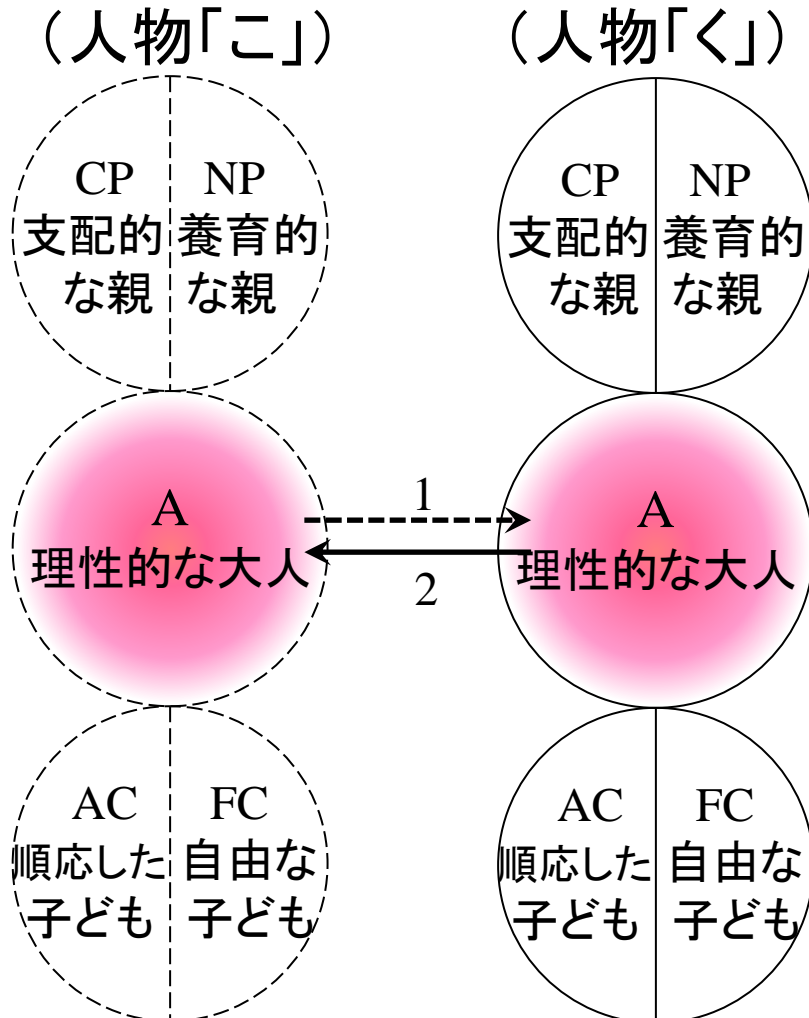 (人物「こ」)
(人物「く」)
CP
支配的
な親
NP
養育的
な親
CP
支配的
な親
NP
養育的
な親
A
理性的な大人
1
2
A
理性的な大人
AC
順応した
子ども
FC
自由な
子ども
AC
順応した
子ども
FC
自由な
子ども